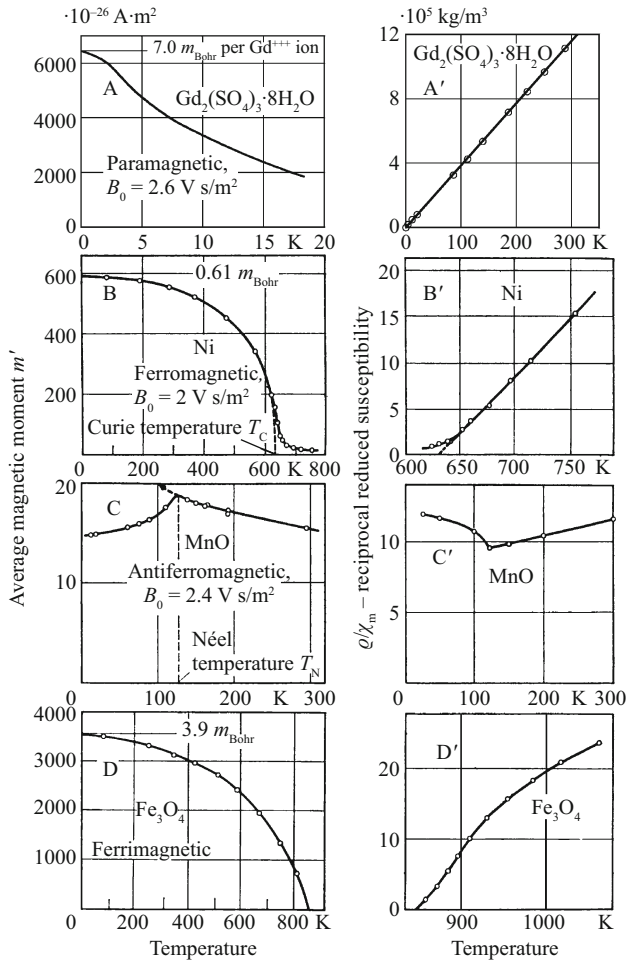 ·10⁻²⁶ A·m²
6000
4000
2000
0
7.0 m_Bohr per Gd⁺⁺⁺ ion
A
Gd₂(SO₄)₃·8H₂O
Paramagnetic,
B₀ = 2.6 V s/m²
0 5 10 15 K 20
·10⁵ kg/m³
12
8
4
0
Gd₂(SO₄)₃·8H₂O
A′
0 100 200 300 K
600
400
200
0.61 m_Bohr
B
Ni
Ferromagnetic,
B₀ = 2 V s/m²
Curie temperature T_C
0 200 400 600 K 800
20
15
10
5
0
B′ Ni
600 650 700 750 K
20
10
C
MnO
Antiferromagnetic,
B₀ = 2.4 V s/m²
Néel
temperature T_N
100 200 K 300
10
5
C′
MnO
0 100 200 K 300
4000
3000
2000
1000
3.9 m_Bohr
D
Fe₃O₄
Ferrimagnetic
0 200 400 600 800 K
Temperature
20
10
0
D′
Fe₃O₄
900 1000 K
Temperature
Average magnetic moment m′
ϱ/χ_m – reciprocal reduced susceptibility